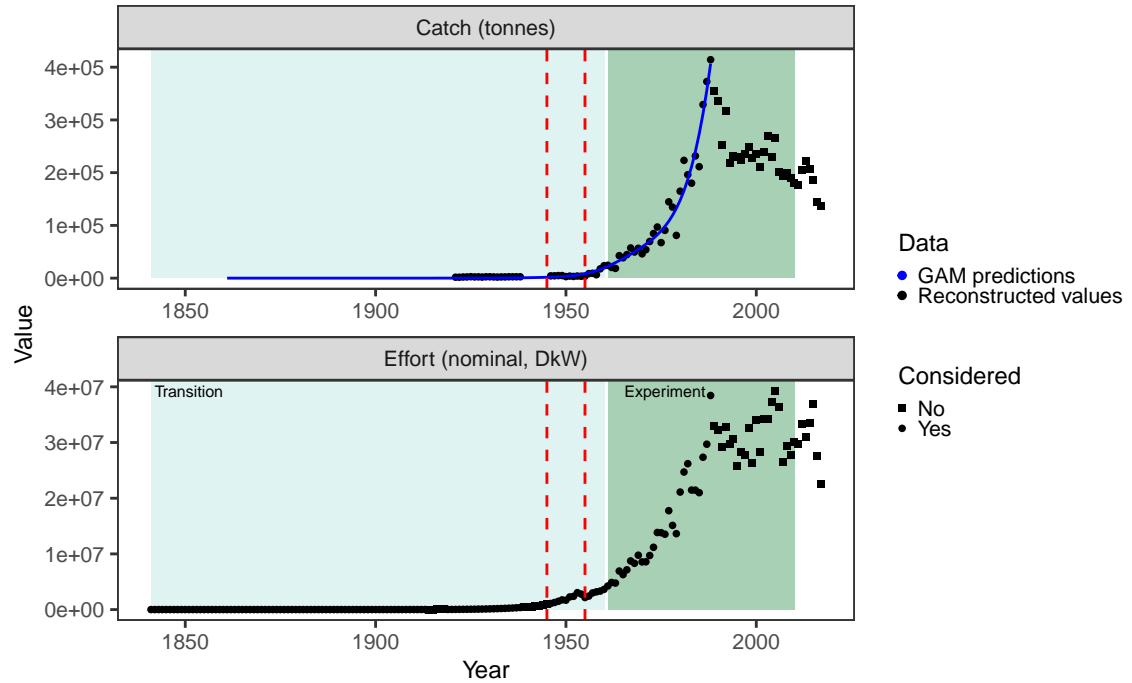 Catch (tonnes)
4e+05
3e+05
2e+05
1e+05
0e+00
1850 1900 1950 2000
Value
Effort (nominal, DkW)
Transition Experiment
4e+07
3e+07
2e+07
1e+07
0e+00
1850 1900 1950 2000
Year
Data
GAM predictions
Reconstructed values
Considered
No
Yes